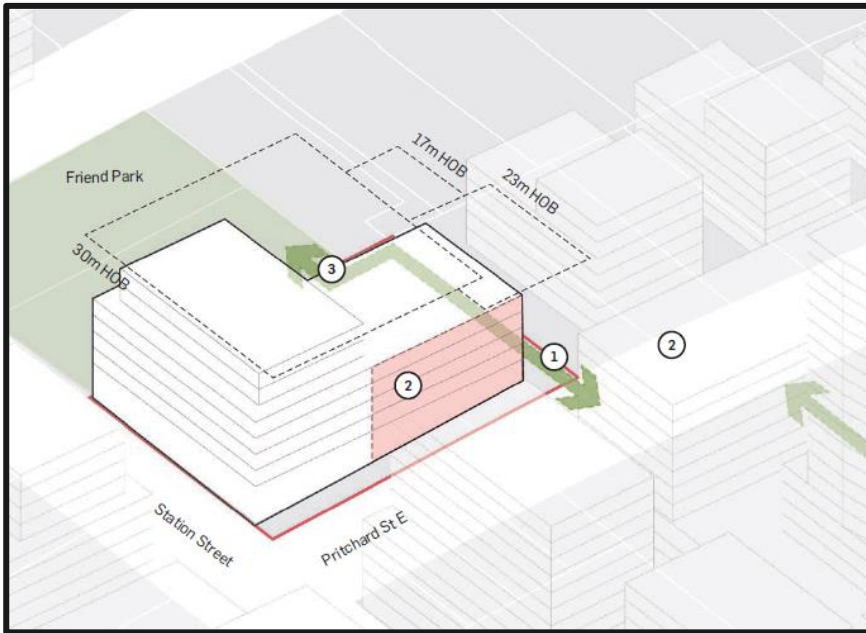 17m HOB
Friend Park
23m HOB
30m HOB
3
2
1
2
Station Street
Pritchard St E